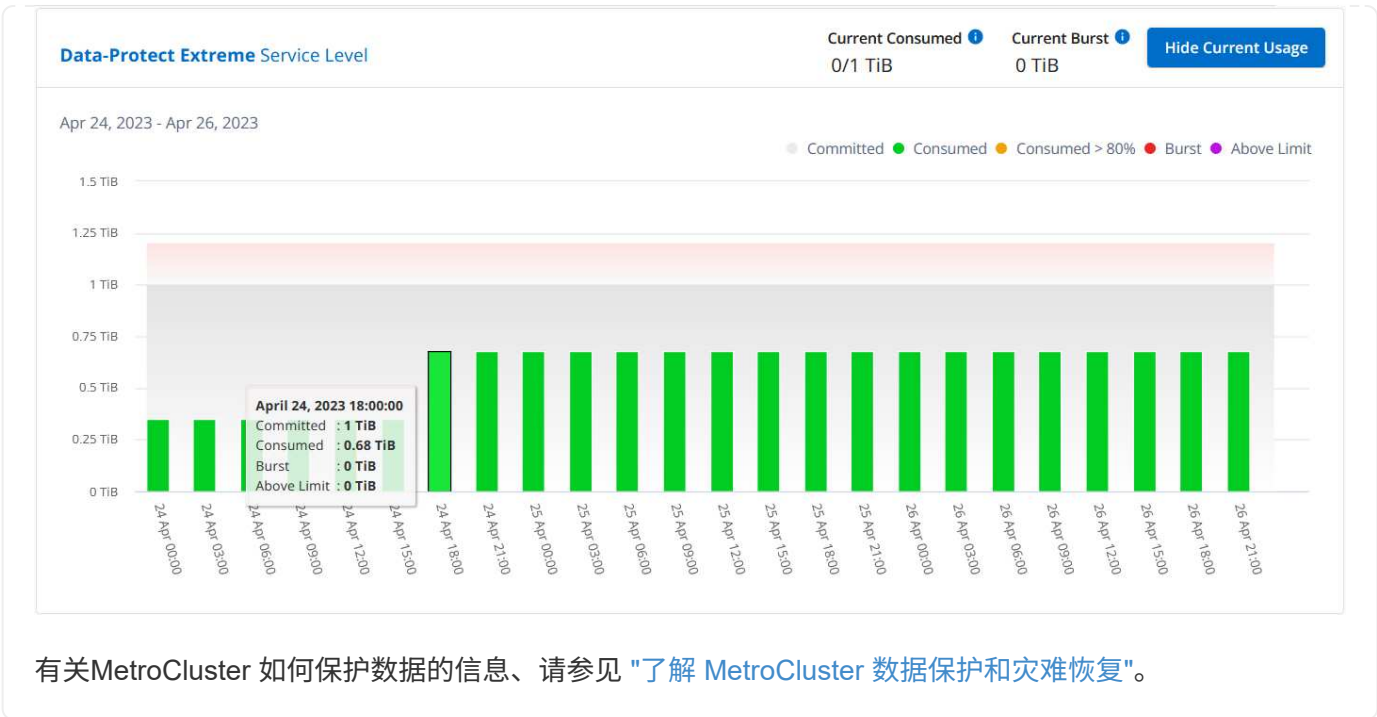 Data-Protect Extreme Service Level
Current Consumed
0/1 TiB
Current Burst
0 TiB
Hide Current Usage
Apr 24, 2023 - Apr 26, 2023
Committed
Consumed
Consumed > 80%
Burst
Above Limit
1.5 TiB
1.25 TiB
1 TiB
0.75 TiB
0.5 TiB
0.25 TiB
0 TiB
April 24, 2023 18:00:00
Committed : 1 TiB
Consumed : 0.68 TiB
Burst : 0 TiB
Above Limit : 0 TiB
24 Apr 00:00
24 Apr 03:00
24 Apr 06:00
24 Apr 09:00
24 Apr 12:00
24 Apr 15:00
24 Apr 18:00
24 Apr 21:00
25 Apr 00:00
25 Apr 03:00
25 Apr 06:00
25 Apr 09:00
25 Apr 12:00
25 Apr 15:00
25 Apr 18:00
25 Apr 21:00
26 Apr 00:00
26 Apr 03:00
26 Apr 06:00
26 Apr 09:00
26 Apr 12:00
26 Apr 15:00
26 Apr 18:00
26 Apr 21:00
有关MetroCluster 如何保护数据的信息、请参见 "了解 MetroCluster 数据保护和灾难恢复"。